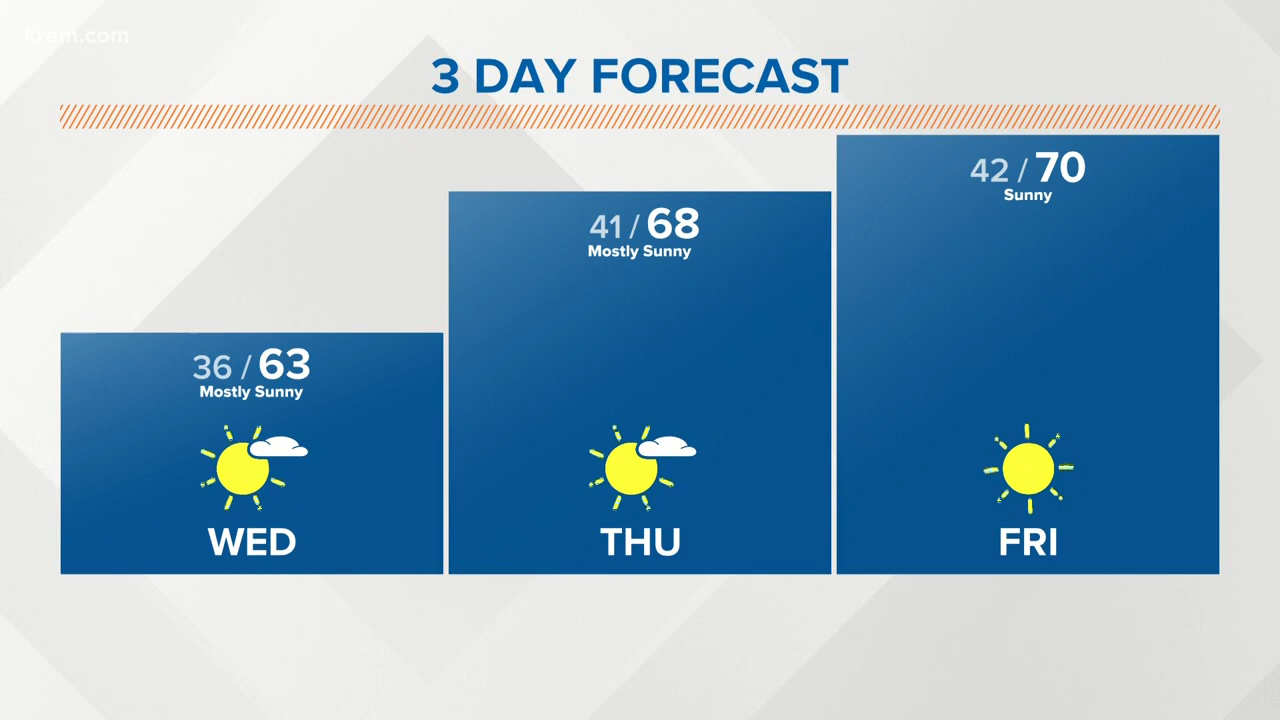 krem.com
3 DAY FORECAST
36 / 63
Mostly Sunny
WED
41 / 68
Mostly Sunny
THU
42 / 70
Sunny
FRI